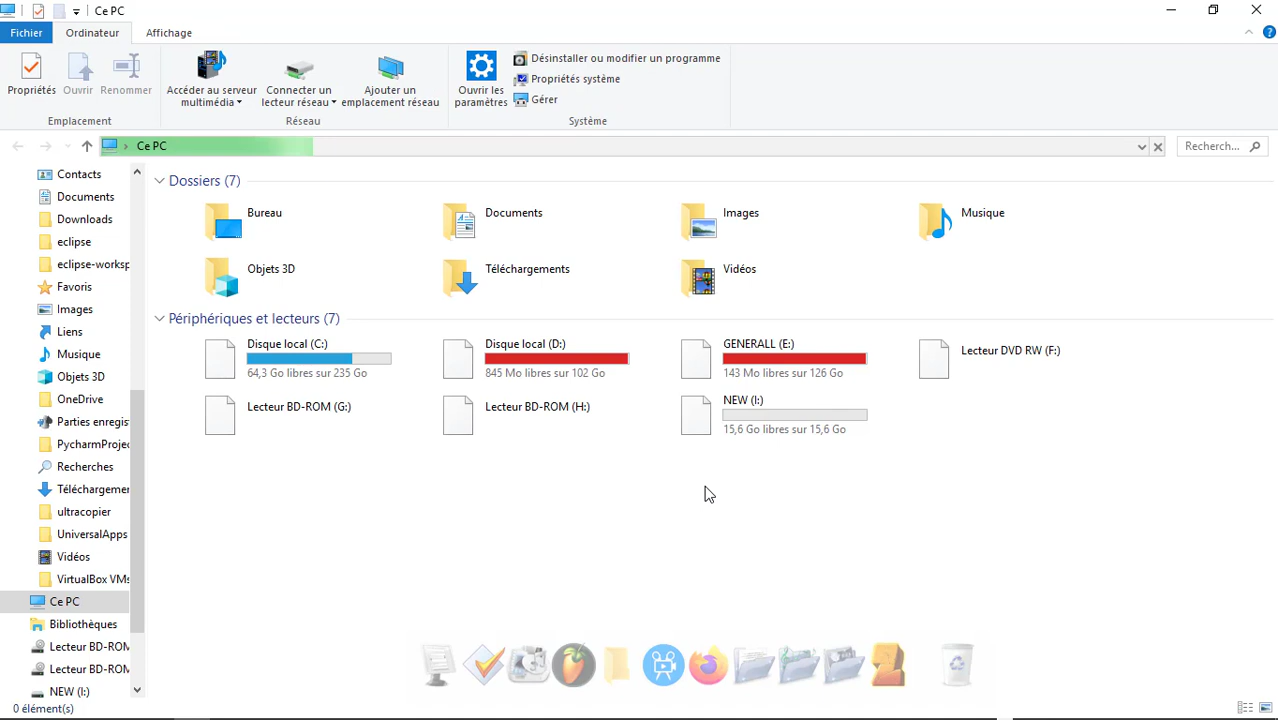 Ce PC
Fichier
Ordinateur
Affichage
Propriétés
Ouvrir
Renommer
Accéder au serveur
multimédia
Connecter un
lecteur réseau
Ajouter un
emplacement réseau
Ouvrir les
paramètres
Désinstaller ou modifier un programme
Propriétés système
Gérer
Emplacement
Réseau
Système
Ce PC
Recherch...
Contacts
Documents
Downloads
eclipse
eclipse-worksp
Favoris
Images
Liens
Musique
Objets 3D
OneDrive
Parties enregis
PycharmProjec
Recherches
Téléchargemer
ultracopier
UniversalApps
Vidéos
VirtualBox VMs
Ce PC
Bibliothèques
Lecteur BD-ROM
Lecteur BD-ROM
NEW (I:)
Dossiers (7)
Bureau
Documents
Images
Musique
Objets 3D
Téléchargements
Vidéos
Périphériques et lecteurs (7)
Disque local (C:)
64,3 Go libres sur 235 Go
Disque local (D:)
845 Mo libres sur 102 Go
GENERALL (E:)
143 Mo libres sur 126 Go
Lecteur DVD RW (F:)
Lecteur BD-ROM (G:)
Lecteur BD-ROM (H:)
NEW (I:)
15,6 Go libres sur 15,6 Go
0 élément(s)